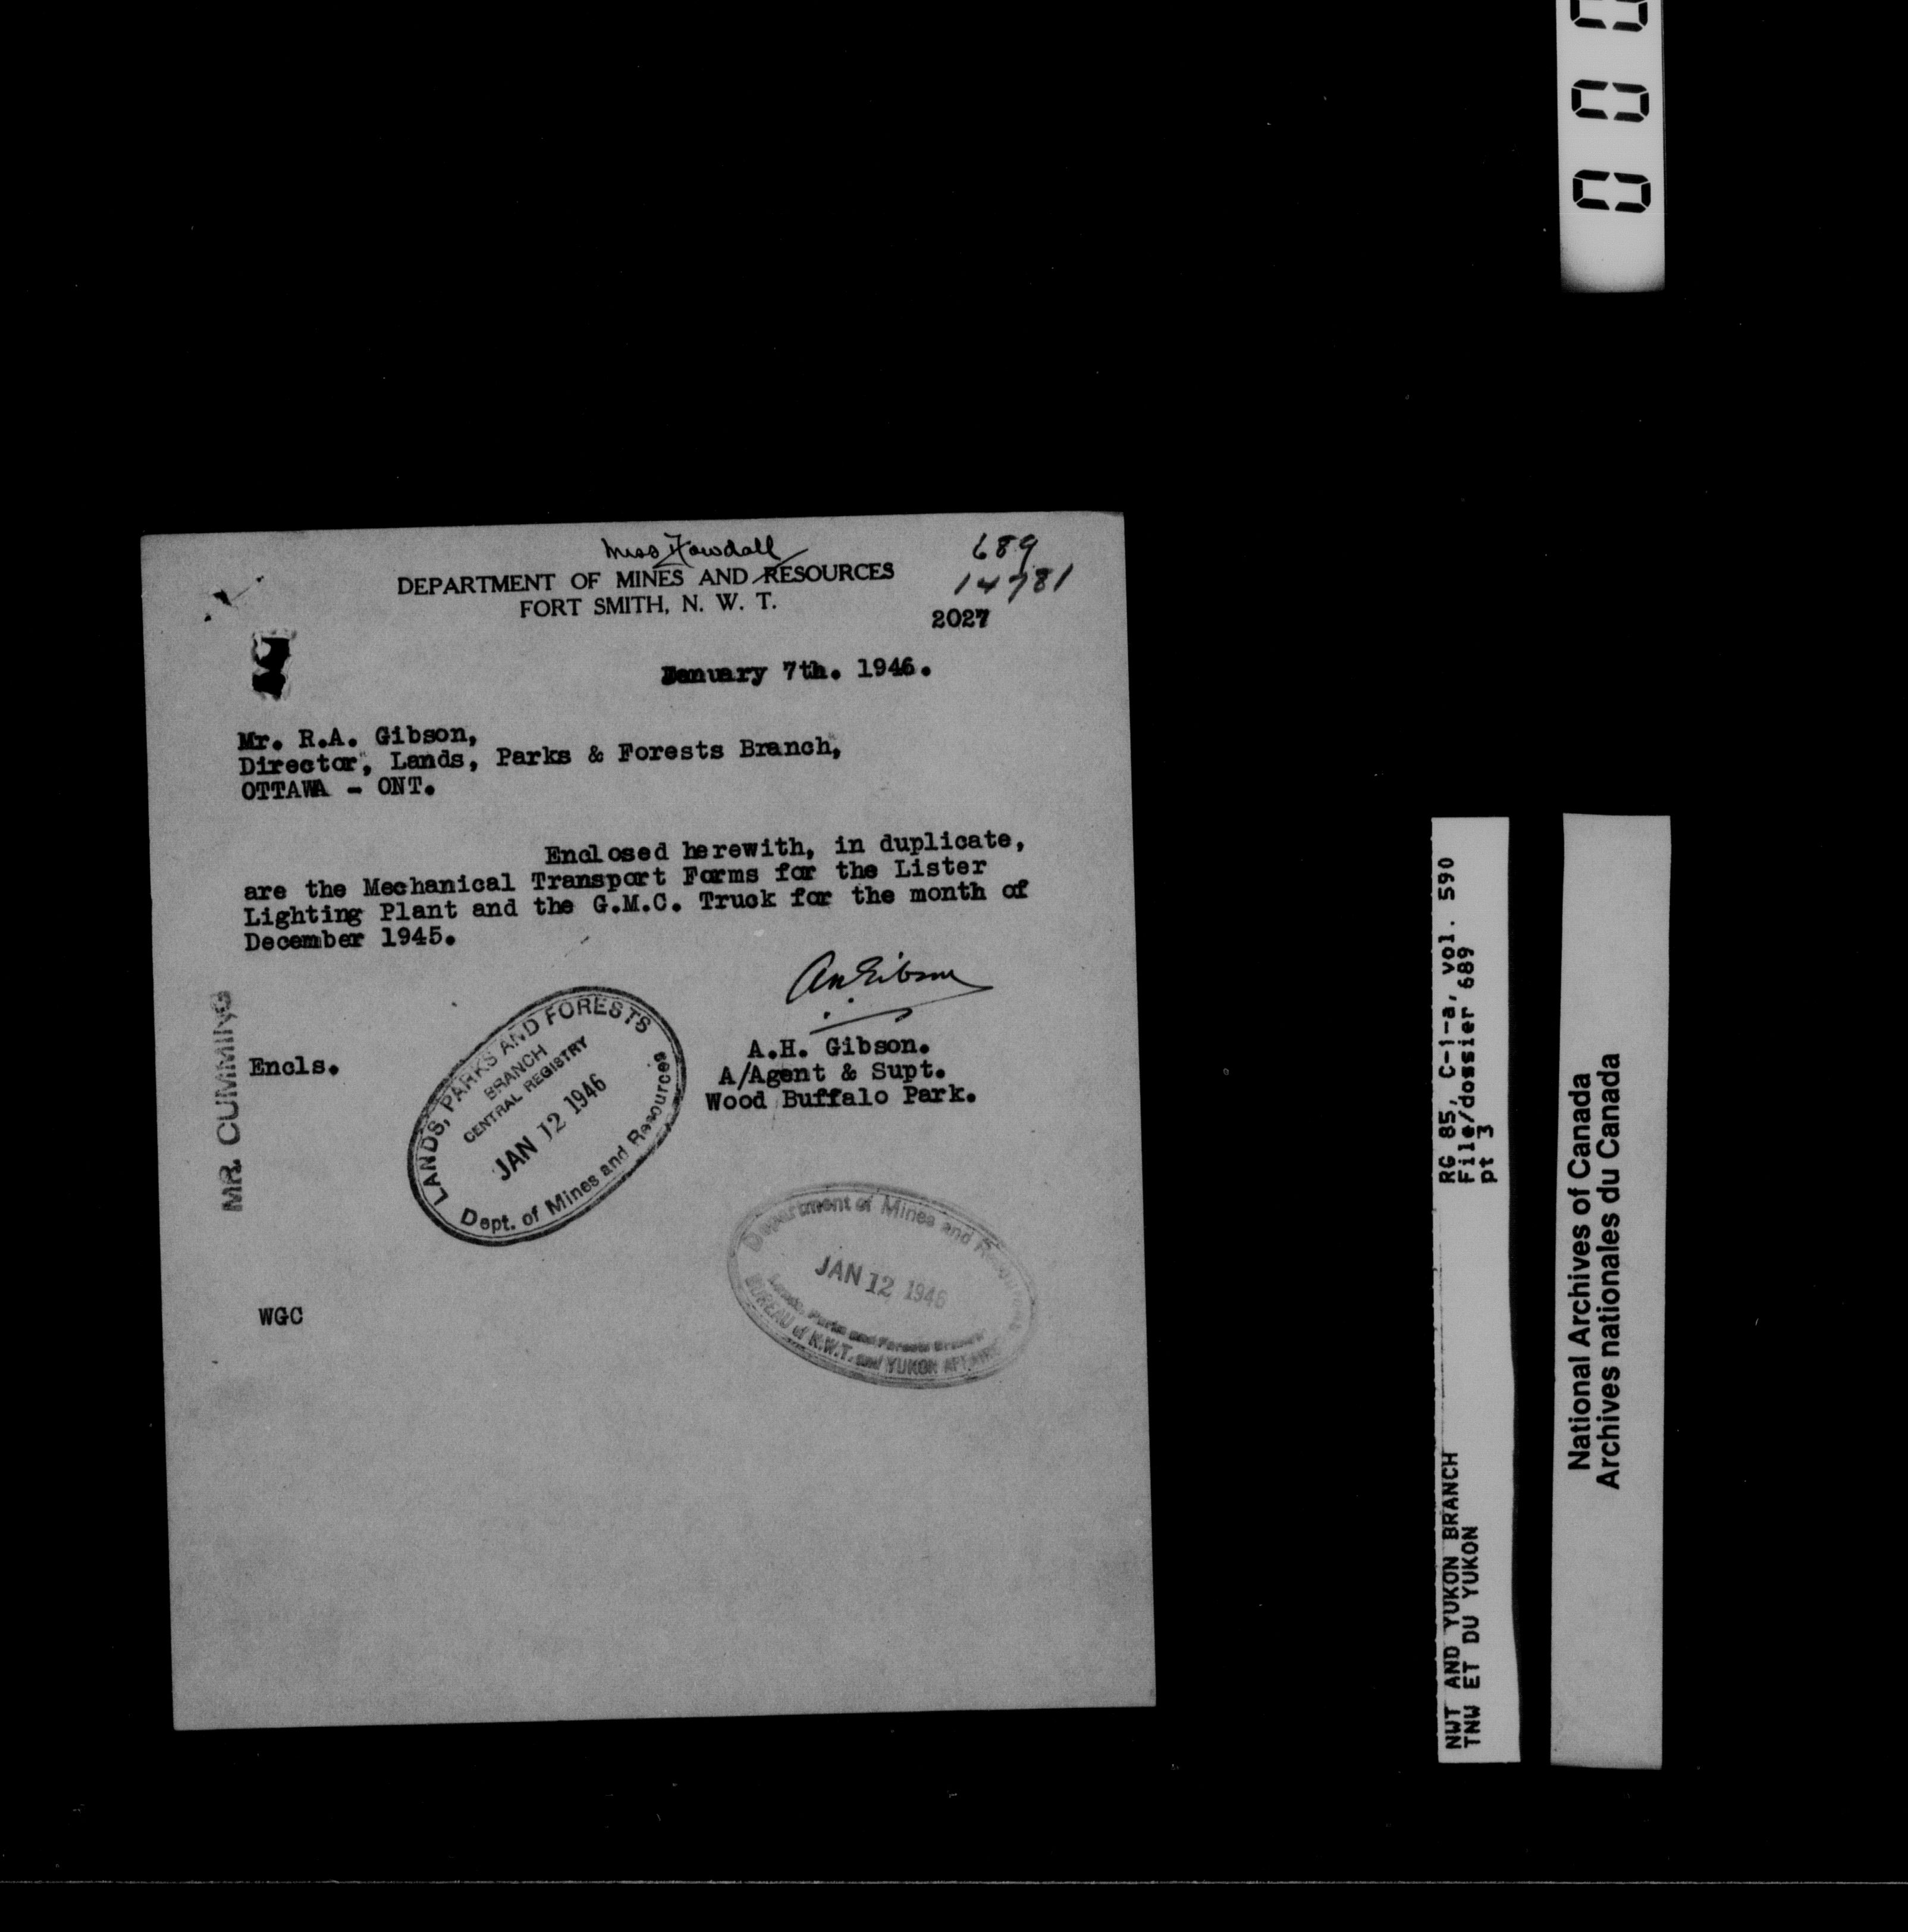 Miss
689
DEPARTMENT OF MINES AND RESOURCES
14781
FORT SMITH, N. W. T.
2027
January 7th. 1946.
Mr. R.A. Gibson,
Director, Lands, Parks & Forests Branch,
OTTAWA - ONT.
Enclosed herewith, in duplicate,
are the Mechanical Transport Forms for the Lister
Lighting Plant and the G.M.C. Truck for the month of
December 1945.
A.H. Gibson
A.H. Gibson.
A/Agent & Supt.
Wood Buffalo Park.
Encls.
MR. CUMMING
LANDS, PARKS AND FORESTS
BRANCH
CENTRAL REGISTRY
JAN 12 1946
Dept. of Mines and Resources
Department of Mines and Resources
JAN 12 1946
Lands, Parks and Forests Branch
BUREAU of N.W.T. and YUKON AFFAIRS
WGC
000
RG 85, C-1-a, vol. 590
File/dossier 689
pt 3
NWT AND YUKON BRANCH
TNW ET DU YUKON
National Archives of Canada
Archives nationales du Canada